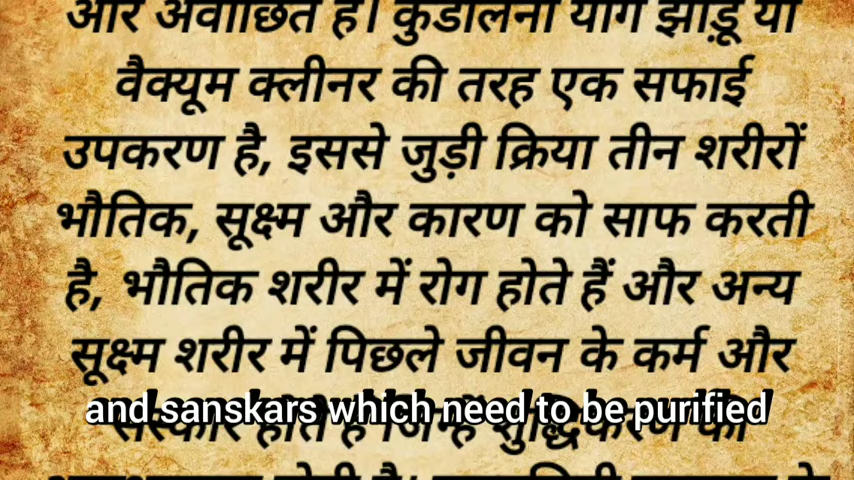 और अवांछित है। कुंडलिनी योग झाड़ू या
वैक्यूम क्लीनर की तरह एक सफाई
उपकरण है, इससे जुड़ी क्रिया तीन शरीरों
भौतिक, सूक्ष्म और कारण को साफ करती
है, भौतिक शरीर में रोग होते हैं और अन्य
सूक्ष्म शरीर में पिछले जीवन के कर्म और
and sanskars which need to be purified
संस्कार होते हैं जिन्हें शुद्धिकरण की